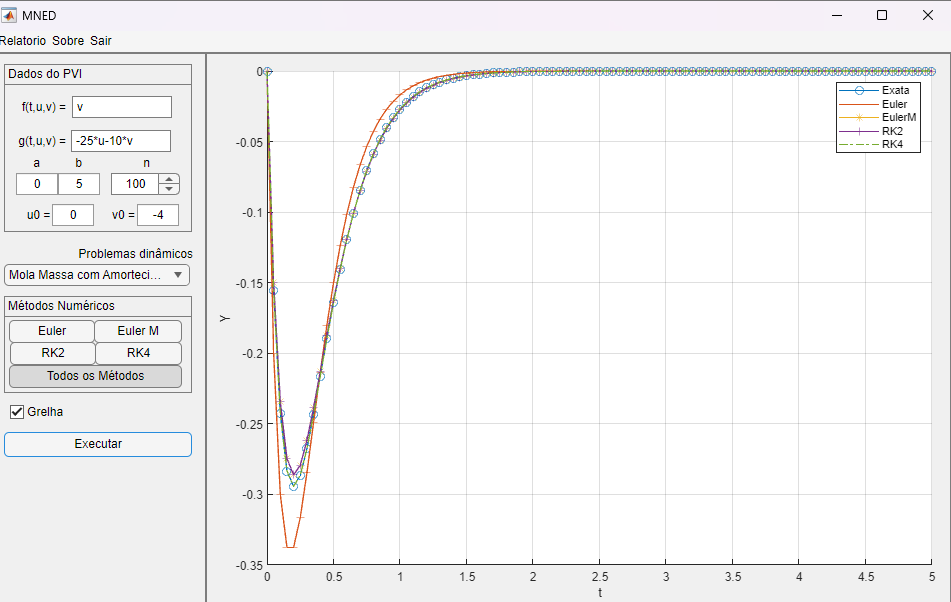 MNED
Relatorio Sobre Sair
Dados do PVI
f(t,u,v) = v
g(t,u,v) = -25*u-10*v
a b n
0 5 100
u0 = 0 v0 = -4
Problemas dinâmicos
Mola Massa com Amorteci...
Métodos Numéricos
Euler Euler M
RK2 RK4
Todos os Métodos
Grelha
Executar
0
-0.05
-0.1
-0.15
-0.2
-0.25
-0.3
-0.35
Y
0 0.5 1 1.5 2 2.5 3 3.5 4 4.5 5
t
Exata
Euler
EulerM
RK2
RK4